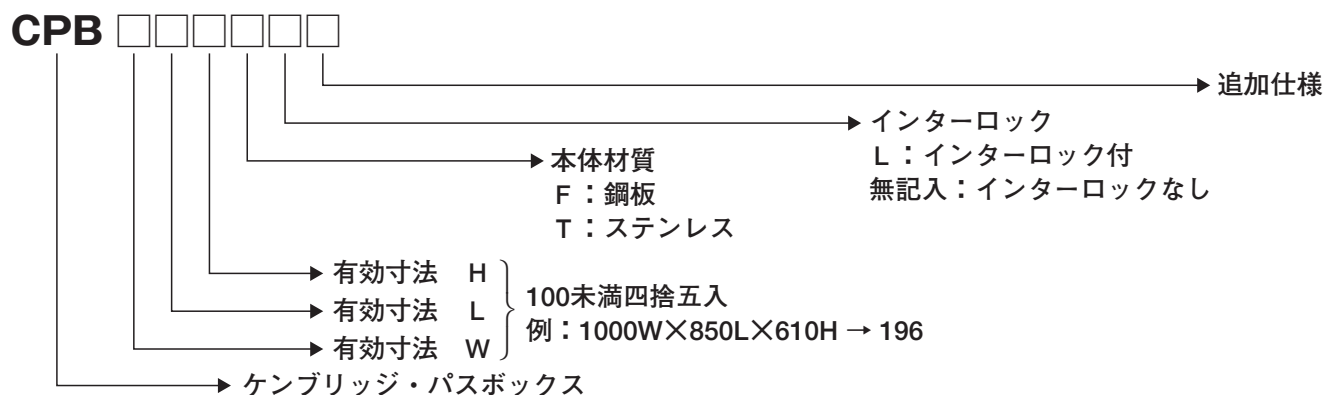 CPB □□□□□□
追加仕様
インターロック
L：インターロック付
無記入：インターロックなし
本体材質
F：鋼板
T：ステンレス
有効寸法 H
有効寸法 L
有効寸法 W
100未満四捨五入
例：1000W×850L×610H → 196
ケンブリッジ・パスボックス